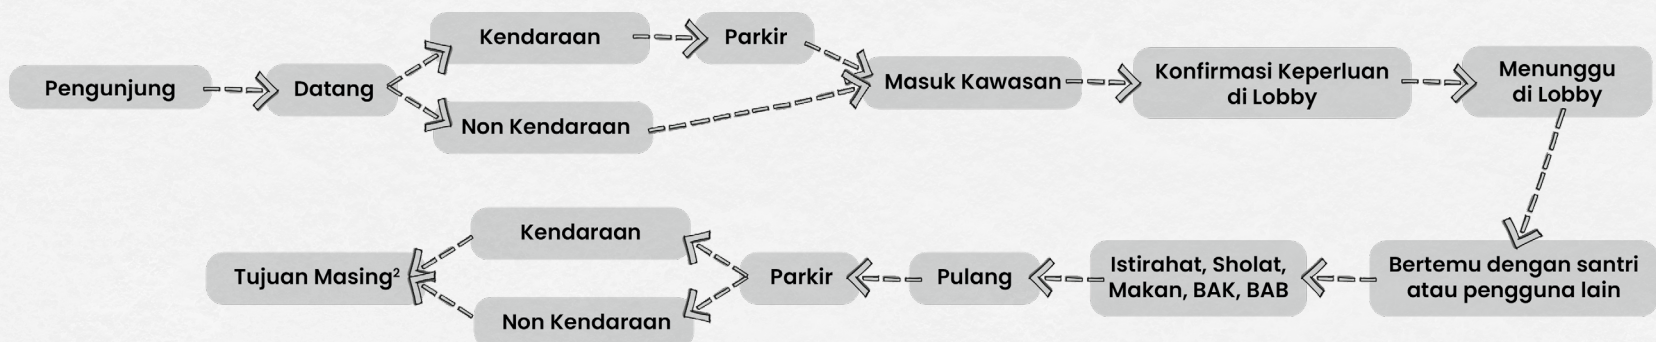 Pengunjung
Datang
Kendaraan
Parkir
Non Kendaraan
Masuk Kawasan
Konfirmasi Keperluan
di Lobby
Menunggu
di Lobby
Bertemu dengan santri
atau pengguna lain
Istirahat, Sholat,
Makan, BAK, BAB
Pulang
Parkir
Kendaraan
Non Kendaraan
Tujuan Masing²